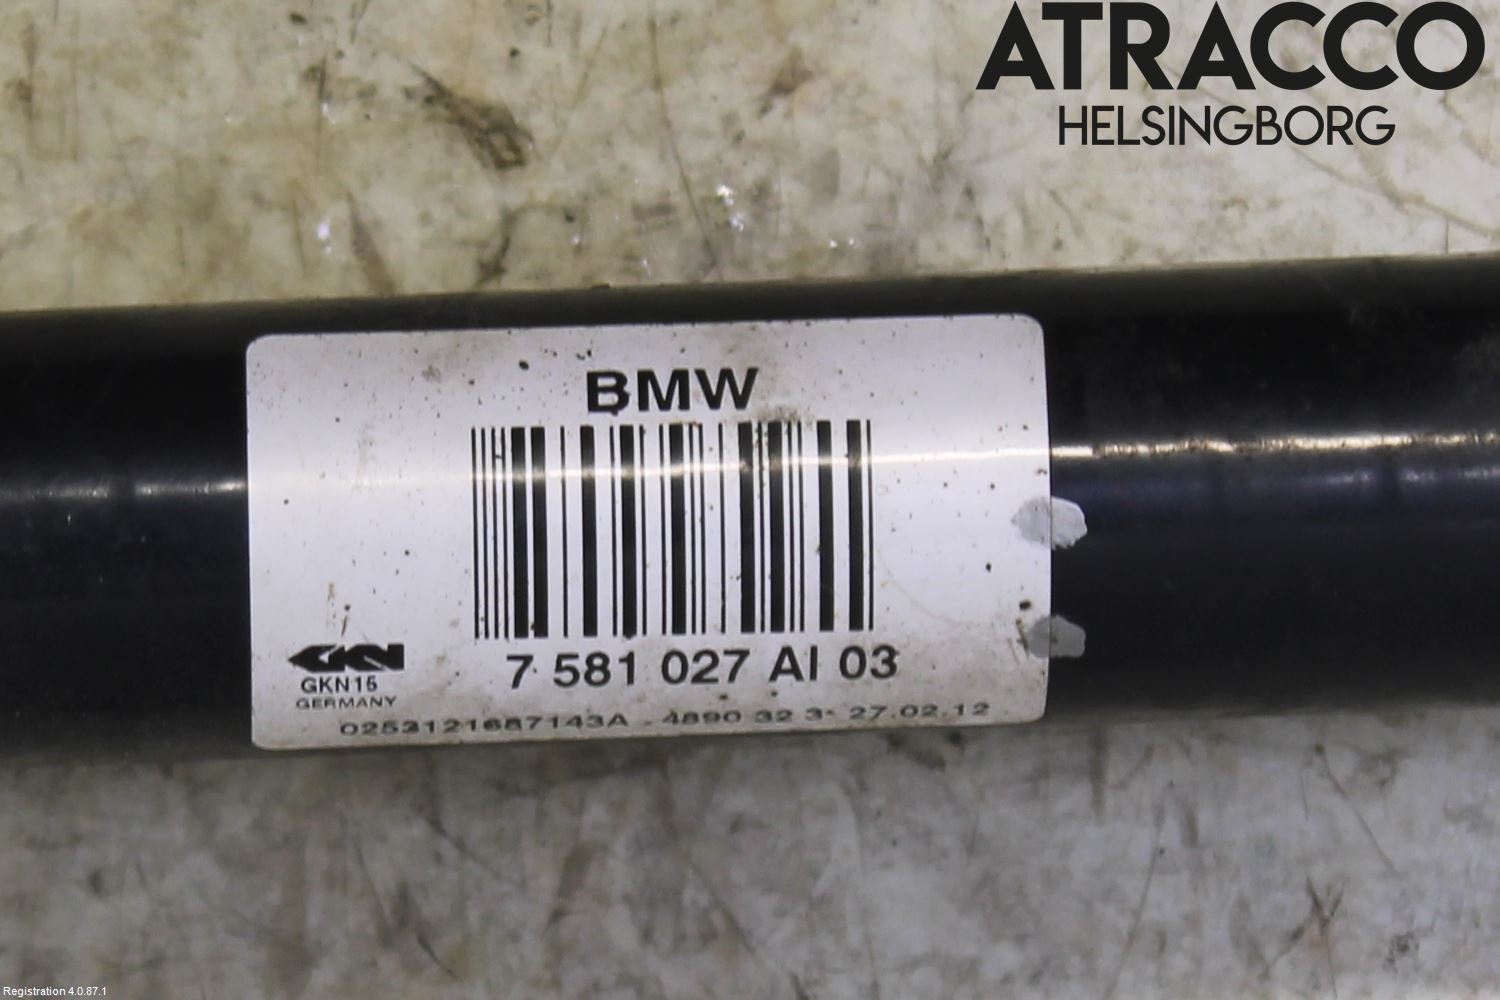 ATRACCO
HELSINGBORG
BMW
7 581 027 AI 03
GKN
GKN15
GERMANY
0253121687143A - 4890 32 3- 27.02.12
Registration 4.0.87.1